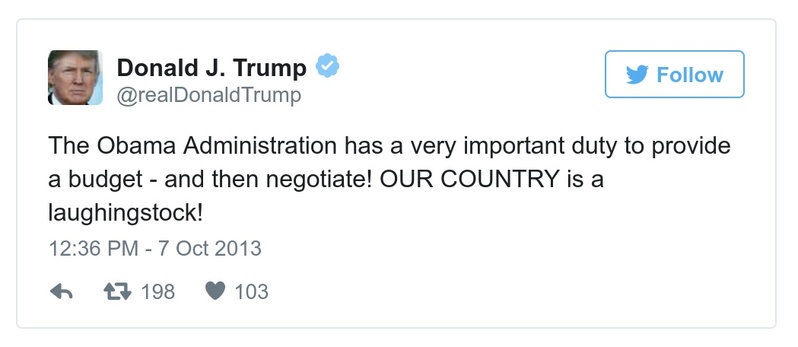 Donald J. Trump
@realDonaldTrump
Follow
The Obama Administration has a very important duty to provide
a budget - and then negotiate! OUR COUNTRY is a
laughingstock!
12:36 PM - 7 Oct 2013
198 103